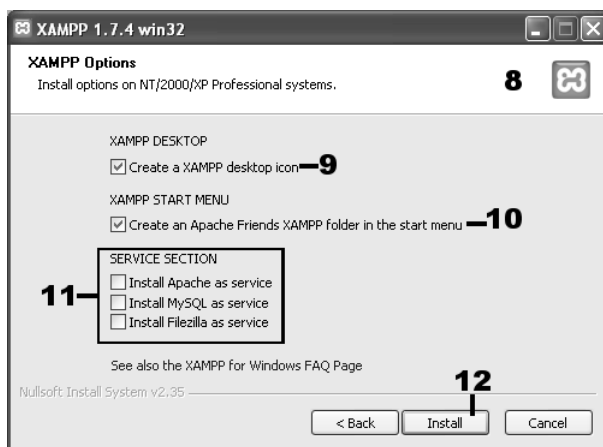 XAMPP 1.7.4 win32
XAMPP Options
Install options on NT/2000/XP Professional systems.
8
XAMPP DESKTOP
Create a XAMPP desktop icon 9
XAMPP START MENU
Create an Apache Friends XAMPP folder in the start menu 10
SERVICE SECTION
11
Install Apache as service
Install MySQL as service
Install Filezilla as service
See also the XAMPP for Windows FAQ Page
12
Nullsoft Install System v2.35
< Back Install Cancel